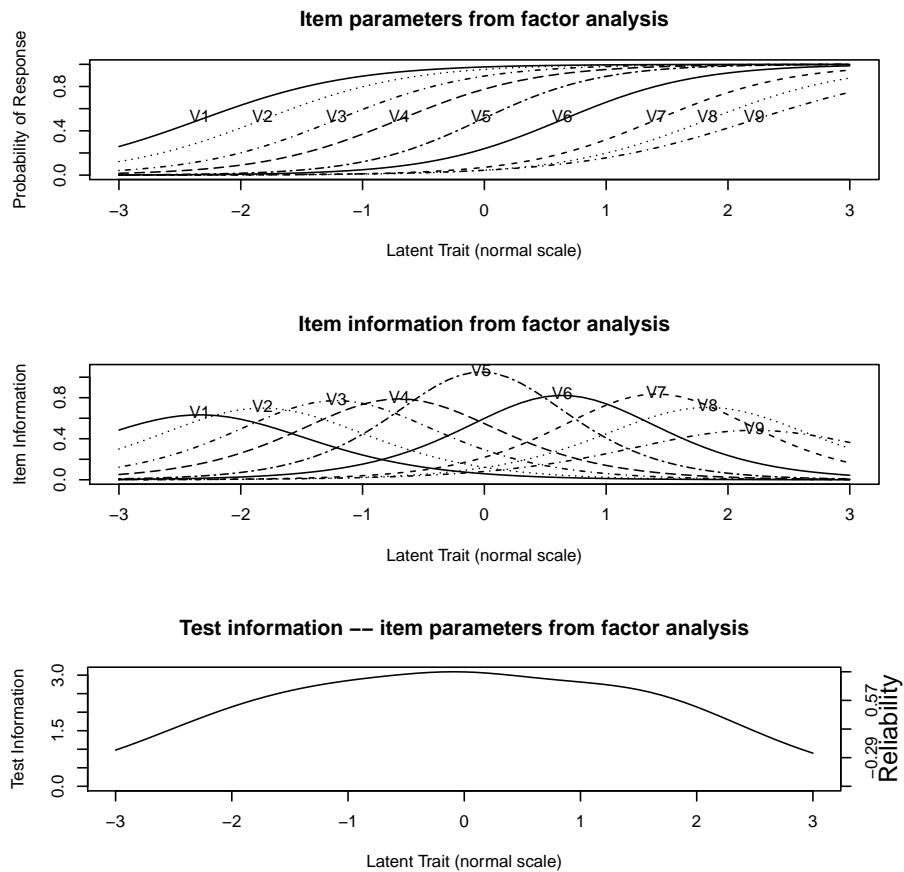 Item parameters from factor analysis
Probability of Response
0.0 0.4 0.8
V1 V2 V3 V4 V5 V6 V7 V8 V9
−3 −2 −1 0 1 2 3
Latent Trait (normal scale)
Item information from factor analysis
Item Information
0.0 0.4 0.8
V1 V2 V3 V4 V5 V6 V7 V8 V9
−3 −2 −1 0 1 2 3
Latent Trait (normal scale)
Test information −− item parameters from factor analysis
Test Information
0.0 1.5 3.0
−0.29 0.57
Reliability
−3 −2 −1 0 1 2 3
Latent Trait (normal scale)